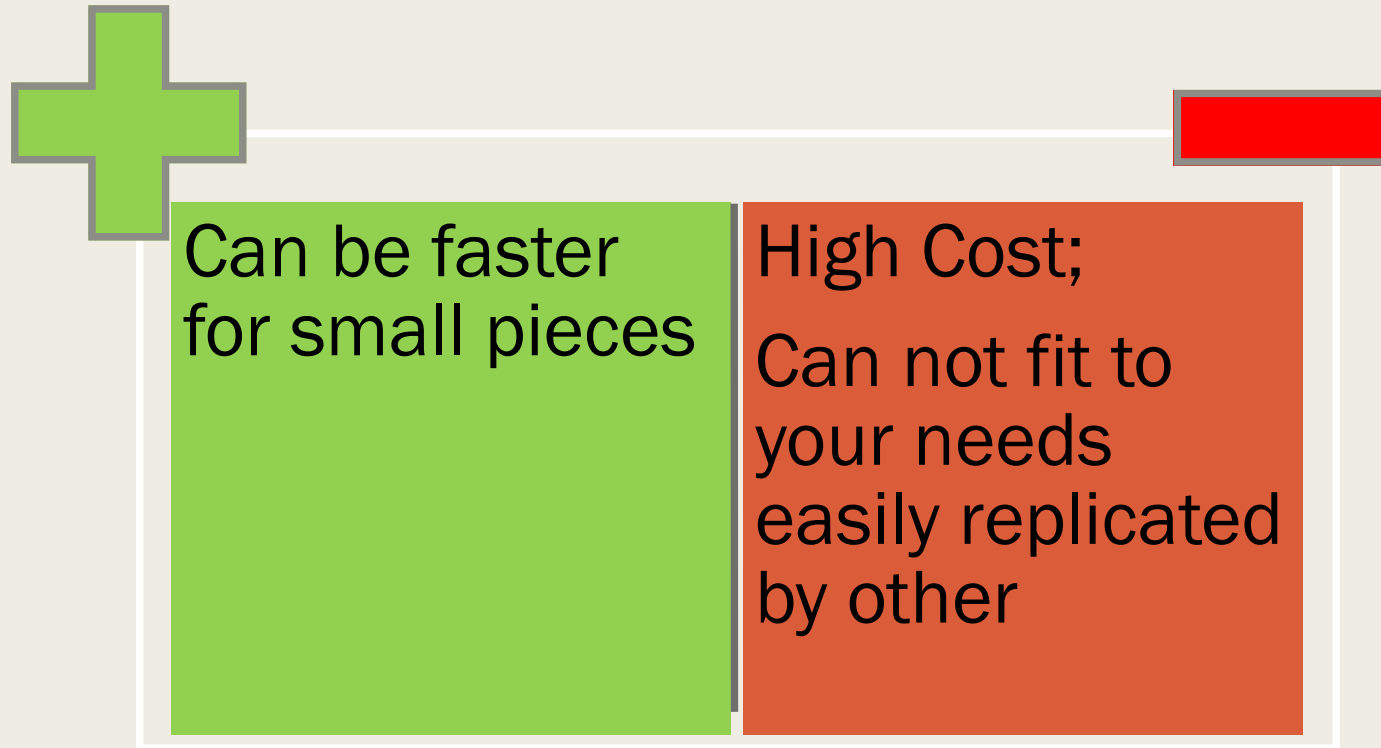 Can be faster
for small pieces
High Cost;
Can not fit to
your needs
easily replicated
by other